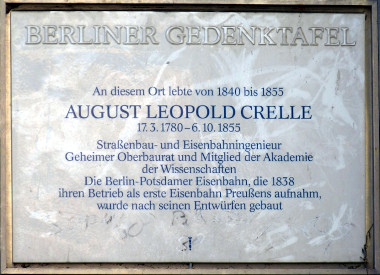 BERLINER GEDENKTAFEL
An diesem Ort lebte von 1840 bis 1855
AUGUST LEOPOLD CRELLE
17. 3. 1780 – 6. 10. 1855
Straßenbau- und Eisenbahningenieur
Geheimer Oberbaurat und Mitglied der Akademie
der Wissenschaften
Die Berlin-Potsdamer Eisenbahn, die 1838
ihren Betrieb als erste Eisenbahn Preußens aufnahm,
wurde nach seinen Entwürfen gebaut